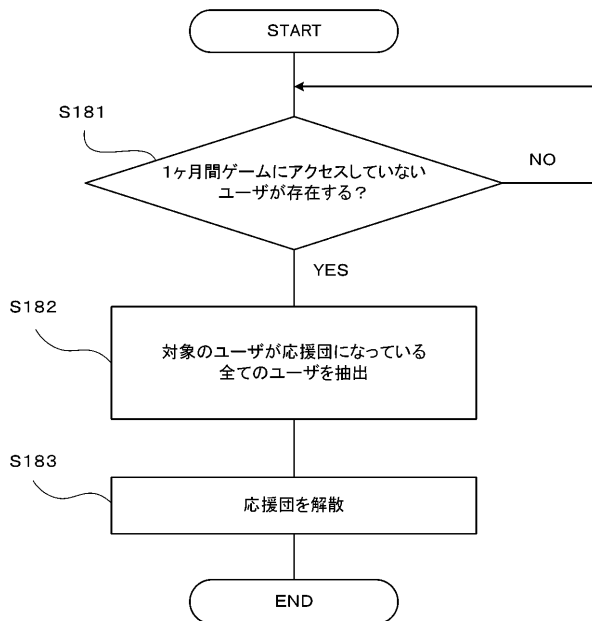 START
S181
1ヶ月間ゲームにアクセスしていない
ユーザが存在する？
NO
YES
S182
対象のユーザが応援団になっている
全てのユーザを抽出
S183
応援団を解散
END